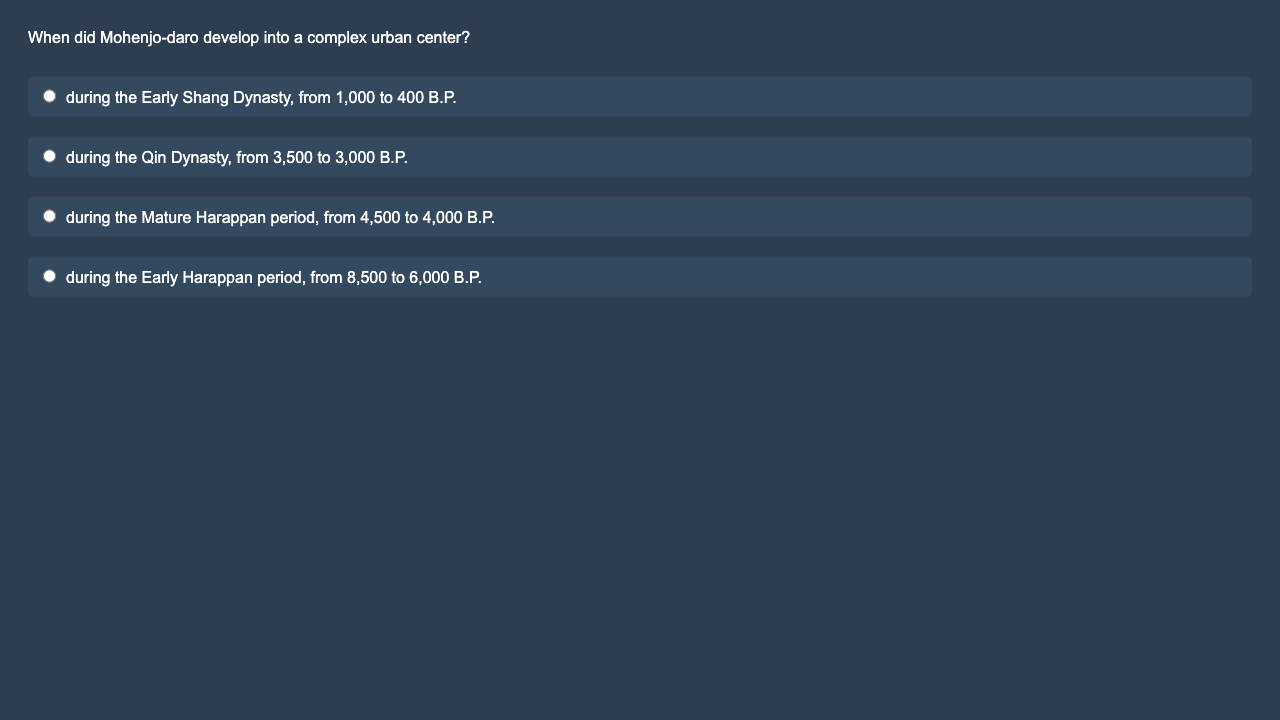 When did Mohenjo-daro develop into a complex urban center?
during the Early Shang Dynasty, from 1,000 to 400 B.P.
during the Qin Dynasty, from 3,500 to 3,000 B.P.
during the Mature Harappan period, from 4,500 to 4,000 B.P.
during the Early Harappan period, from 8,500 to 6,000 B.P.